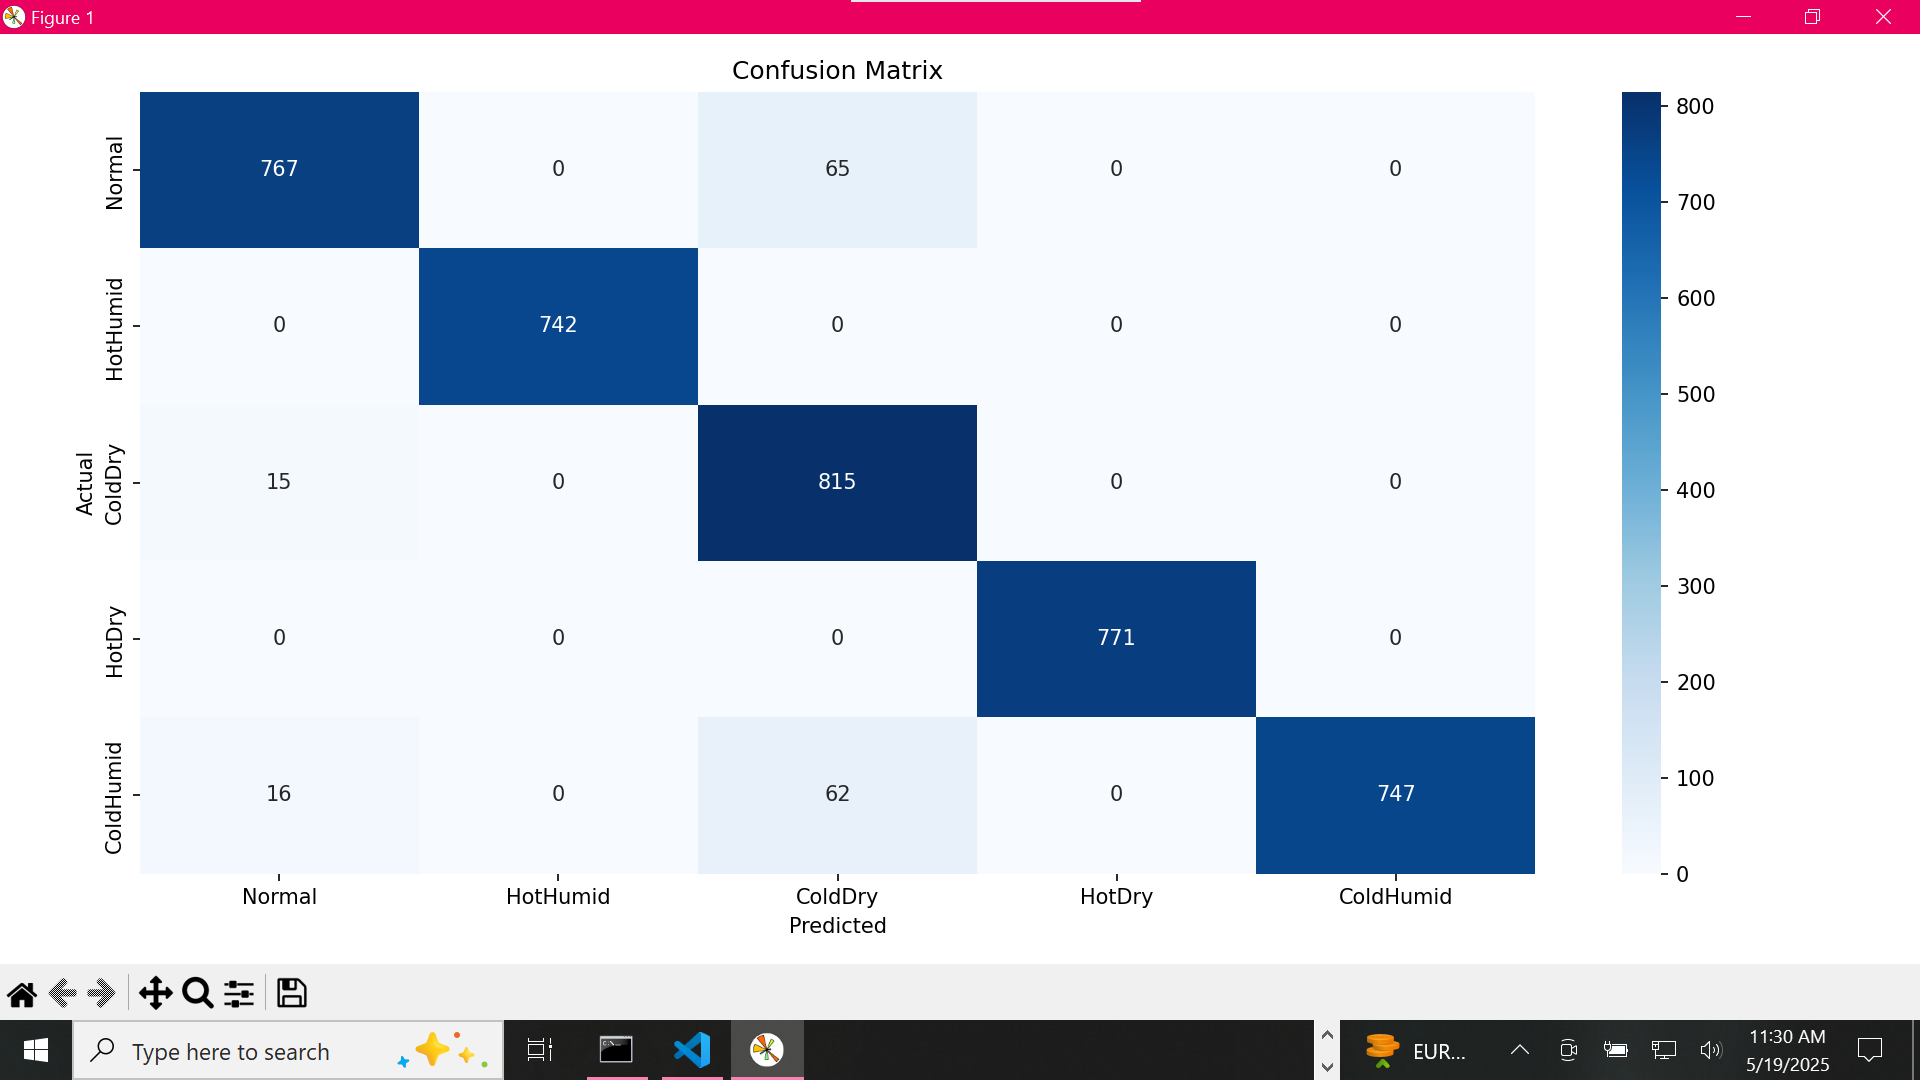 Figure 1
Confusion Matrix
Normal 767 0 65 0 0
HotHumid 0 742 0 0 0
ColdDry 15 0 815 0 0
HotDry 0 0 0 771 0
ColdHumid 16 0 62 0 747
Actual
Normal HotHumid ColdDry HotDry ColdHumid
Predicted
800
700
600
500
400
300
200
100
0
Type here to search
EUR...
11:30 AM
5/19/2025